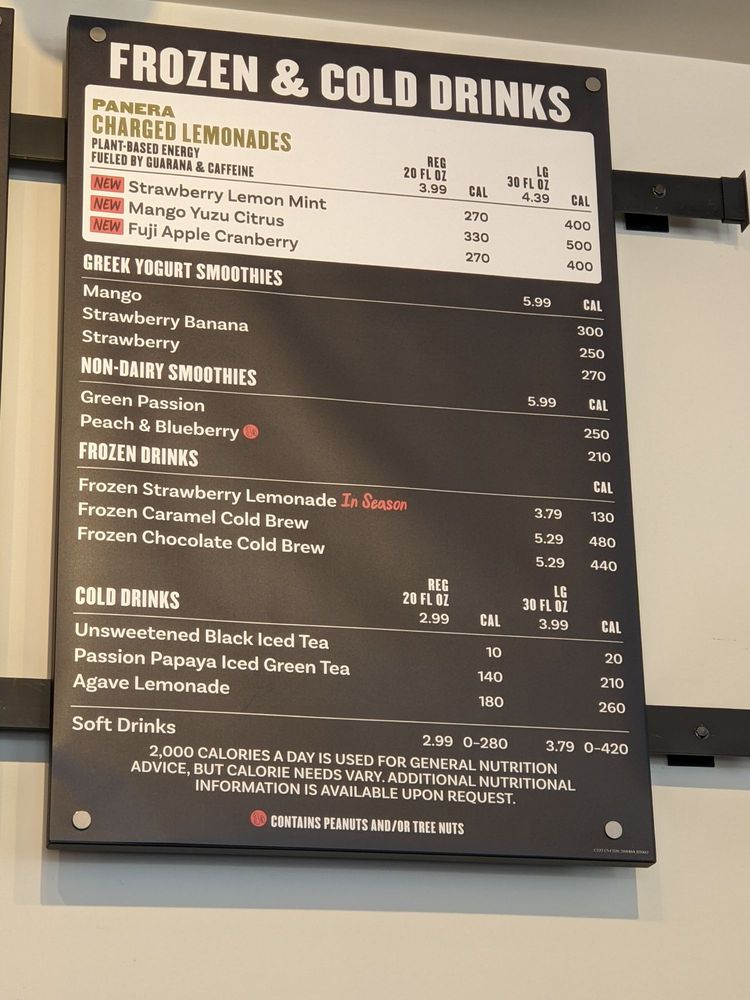 FROZEN & COLD DRINKS
PANERA
CHARGED LEMONADES
PLANT-BASED ENERGY
FUELED BY GUARANA & CAFFEINE
REG 20 FL OZ 3.99 CAL LG 30 FL OZ 4.39 CAL
NEW Strawberry Lemon Mint 270 400
NEW Mango Yuzu Citrus 330 500
NEW Fuji Apple Cranberry 270 400
GREEK YOGURT SMOOTHIES 5.99 CAL
Mango 300
Strawberry Banana 250
Strawberry 270
NON-DAIRY SMOOTHIES 5.99 CAL
Green Passion 250
Peach & Blueberry 210
FROZEN DRINKS CAL
Frozen Strawberry Lemonade In Season 3.79 130
Frozen Caramel Cold Brew 5.29 480
Frozen Chocolate Cold Brew 5.29 440
COLD DRINKS REG 20 FL OZ 2.99 CAL LG 30 FL OZ 3.99 CAL
Unsweetened Black Iced Tea 10 20
Passion Papaya Iced Green Tea 140 210
Agave Lemonade 180 260
Soft Drinks 2.99 0-280 3.79 0-420
2,000 CALORIES A DAY IS USED FOR GENERAL NUTRITION
ADVICE, BUT CALORIE NEEDS VARY. ADDITIONAL NUTRITIONAL
INFORMATION IS AVAILABLE UPON REQUEST.
CONTAINS PEANUTS AND/OR TREE NUTS